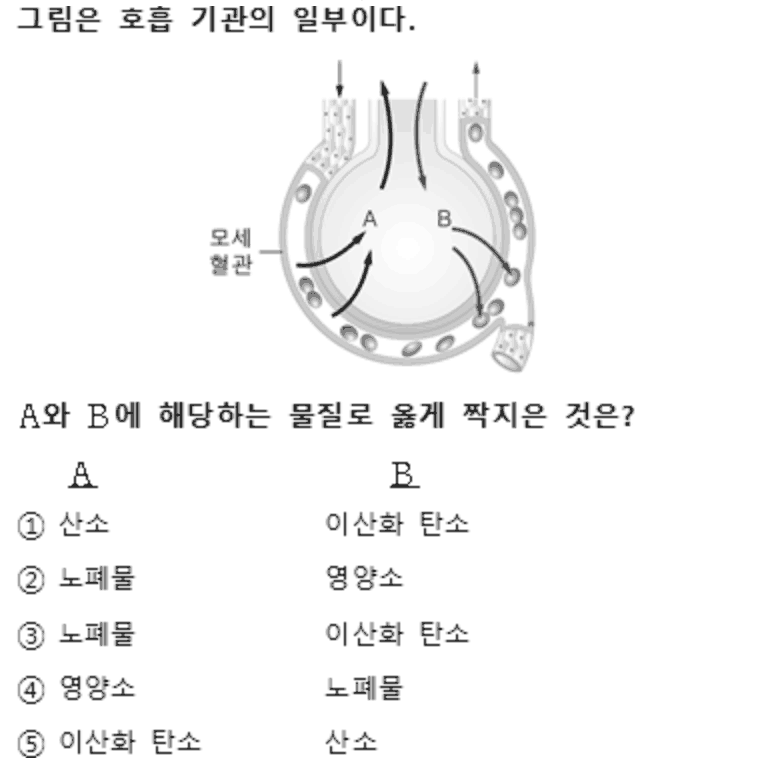 그림은 호흡 기관의 일부이다.
A
B
모세
혈관
A와 B에 해당하는 물질로 옳게 짝지은 것은?
A B
① 산소 이산화 탄소
② 노폐물 영양소
③ 노폐물 이산화 탄소
④ 영양소 노폐물
⑤ 이산화 탄소 산소